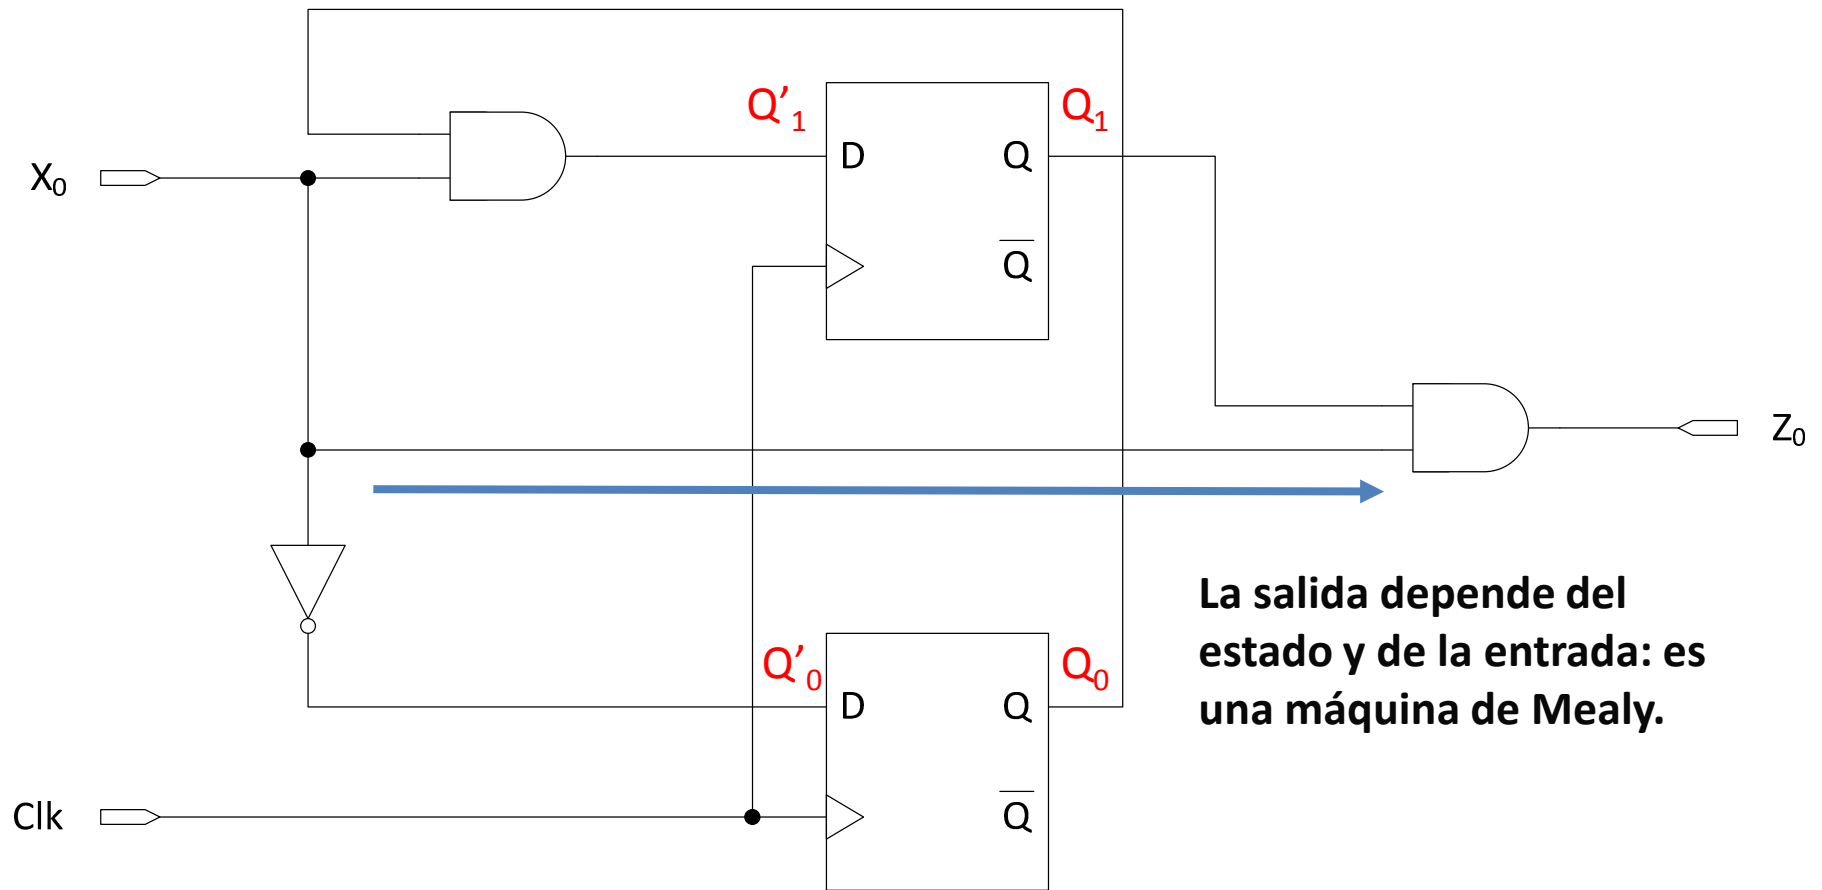 Q’₁
Q₁
D
Q
X₀
Q̅
Z₀
La salida depende del
estado y de la entrada: es
una máquina de Mealy.
Q’₀
Q₀
D
Q
Clk
Q̅